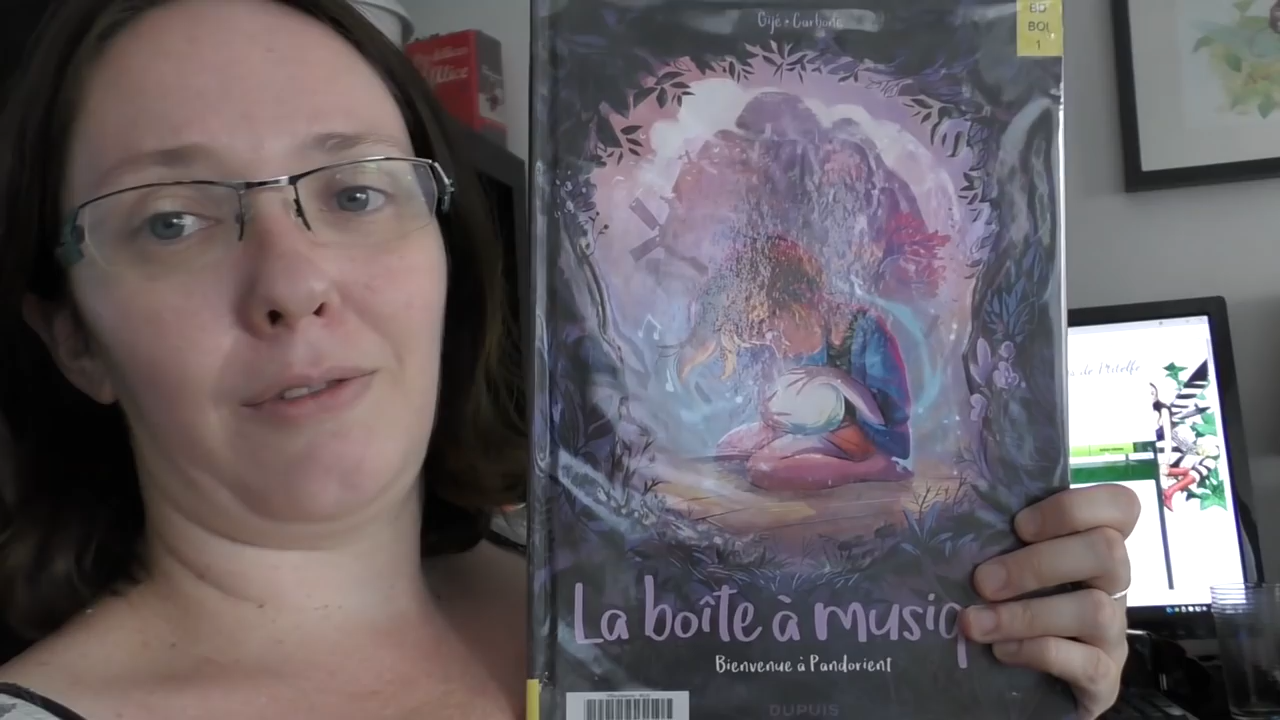 Gijé + Carbone
BD
BOI
1
La boîte à musiq
Bienvenue à Pandorient
DUPUIS